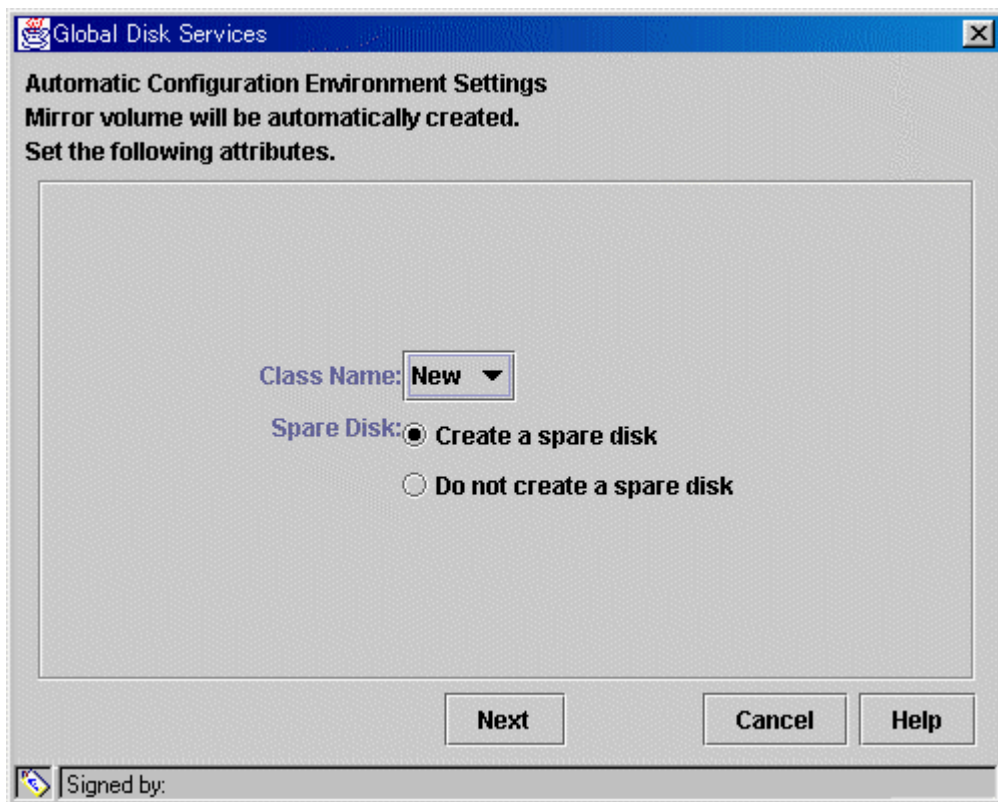 Global Disk Services
Automatic Configuration Environment Settings
Mirror volume will be automatically created.
Set the following attributes.
Class Name: New
Spare Disk: Create a spare disk
Do not create a spare disk
Next Cancel Help
Signed by: